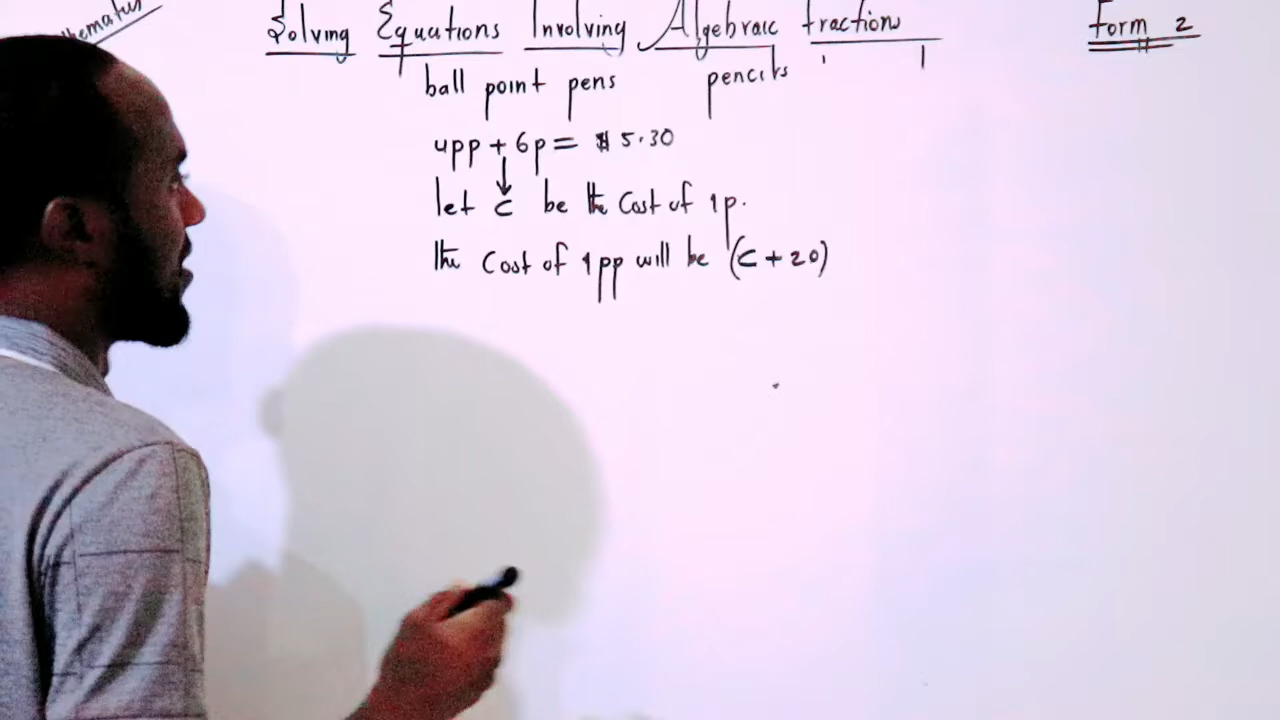 Solving Equations Involving Algebraic fractions
Form 2
ball point pens pencils
4pp + 6p = $ 5.30
let c be the Cost of 1p.
the Cost of 1pp will be (c + 20)